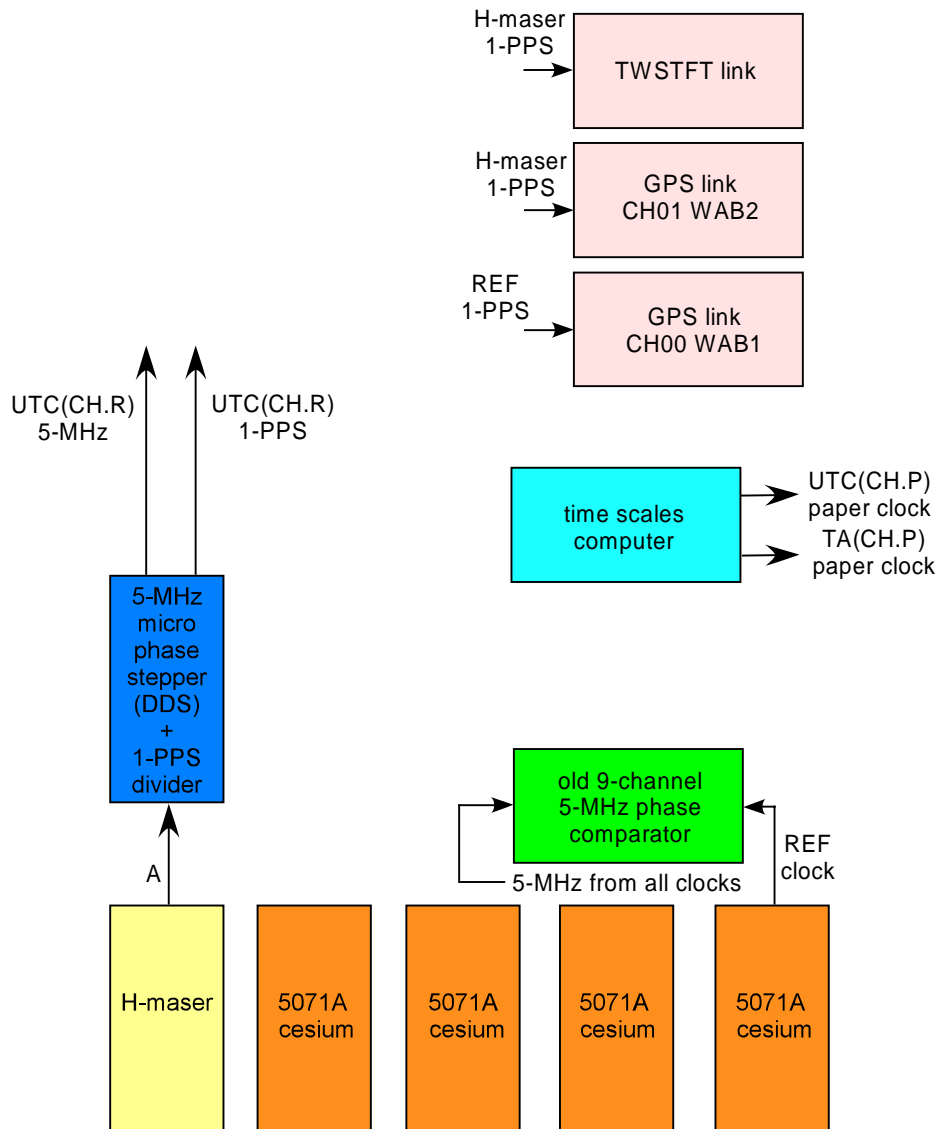 H-maser
1-PPS
TWSTFT link
H-maser
1-PPS
GPS link
CH01 WAB2
REF
1-PPS
GPS link
CH00 WAB1
UTC(CH.R)
5-MHz
UTC(CH.R)
1-PPS
time scales
computer
UTC(CH.P)
paper clock
TA(CH.P)
paper clock
5-MHz
micro
phase
stepper
(DDS)
+
1-PPS
divider
old 9-channel
5-MHz phase
comparator
REF
clock
A
5-MHz from all clocks
H-maser
5071A
cesium
5071A
cesium
5071A
cesium
5071A
cesium